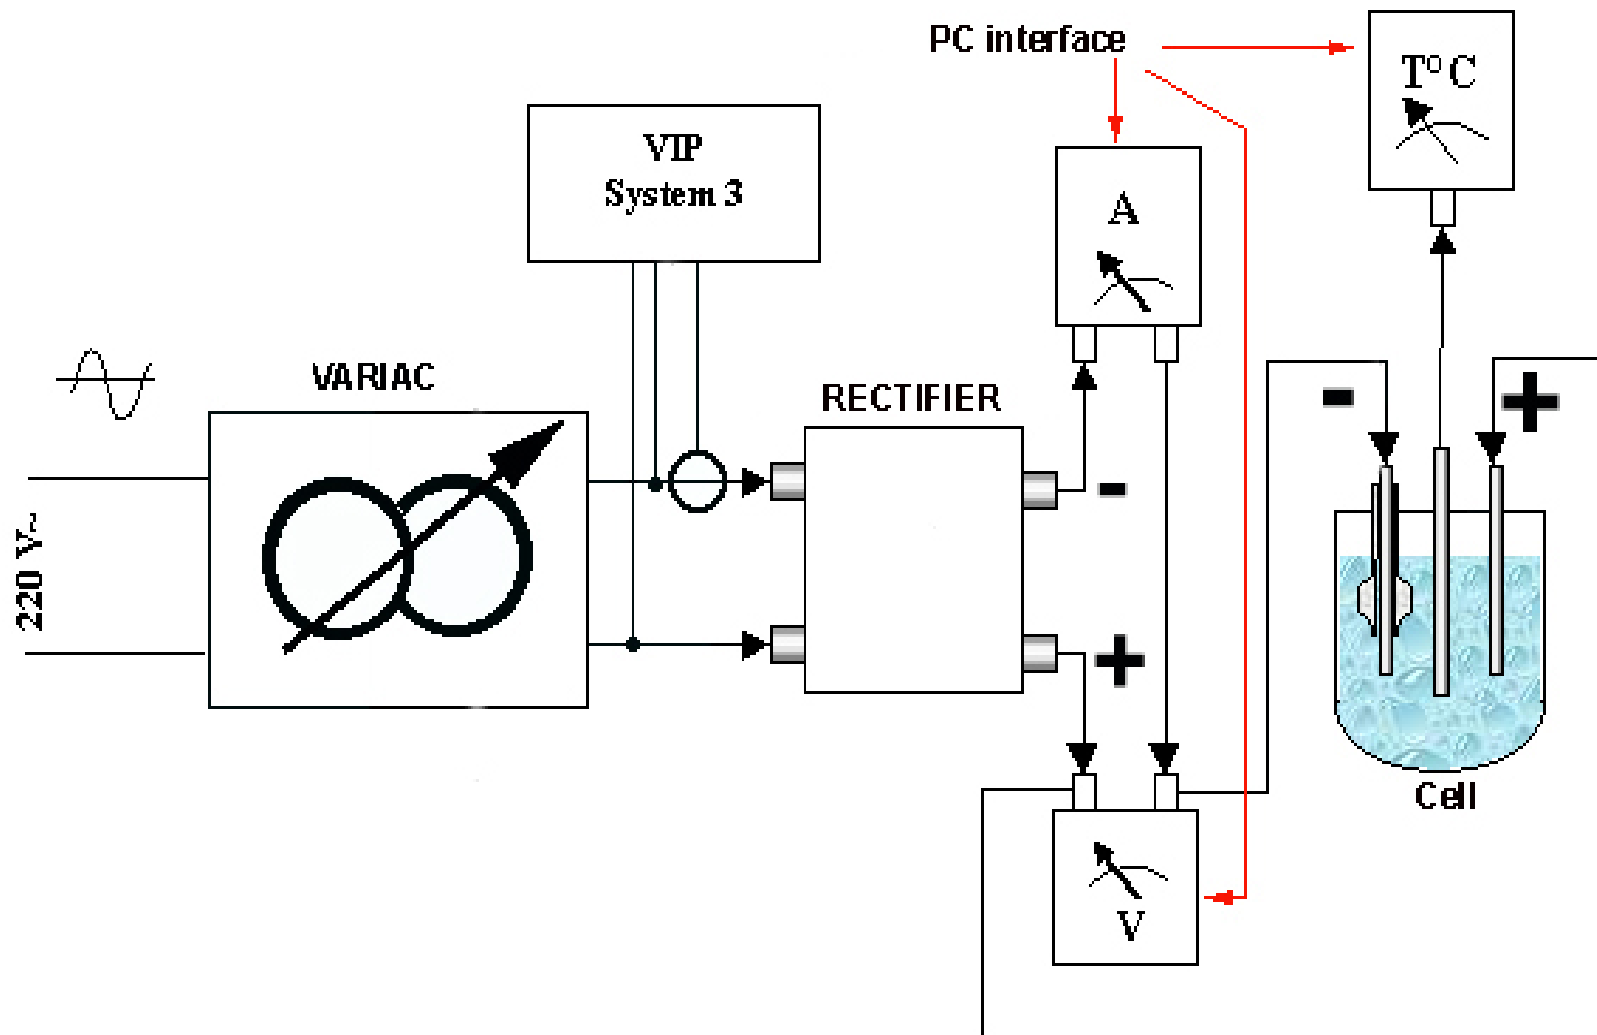 PC interface
T° C
VIP
System 3
A
VARIAC
RECTIFIER
-
+
-
+
220 V~
Cell
V